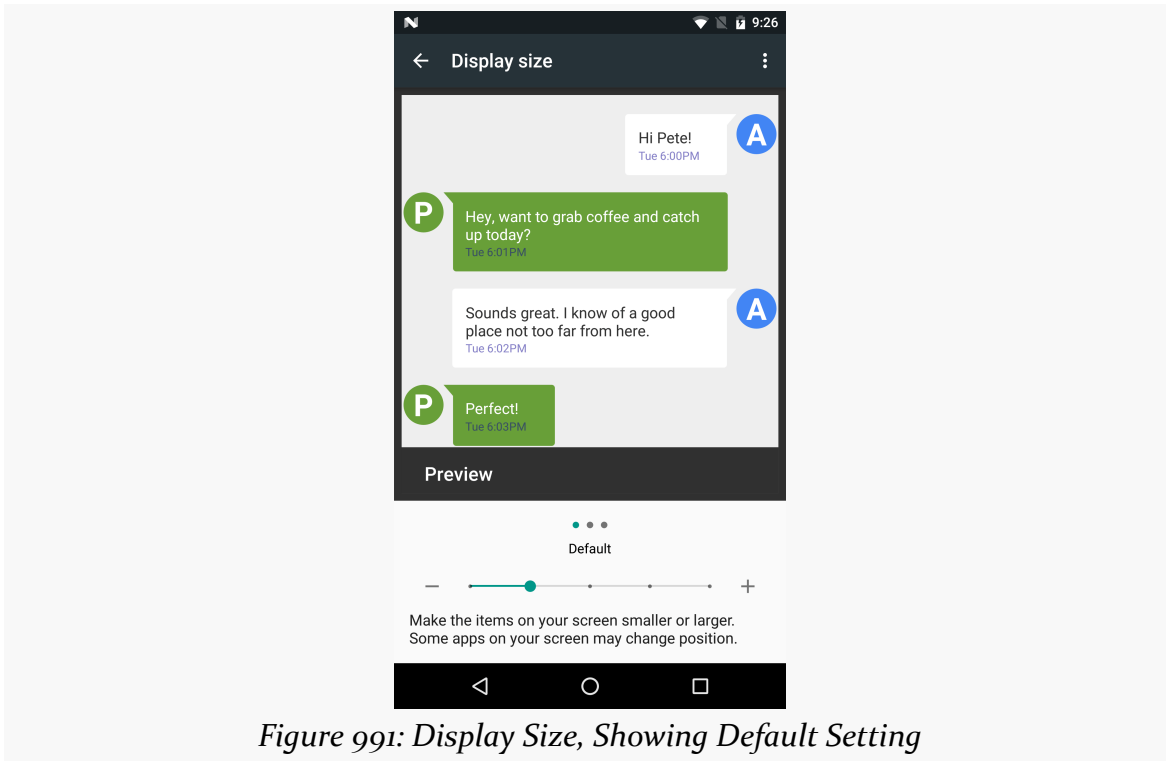 9:26
Display size
Hi Pete!
Tue 6:00PM
A
P
Hey, want to grab coffee and catch
up today?
Tue 6:01PM
Sounds great. I know of a good
place not too far from here.
Tue 6:02PM
A
P
Perfect!
Tue 6:03PM
Preview
Default
Make the items on your screen smaller or larger.
Some apps on your screen may change position.
Figure 991: Display Size, Showing Default Setting